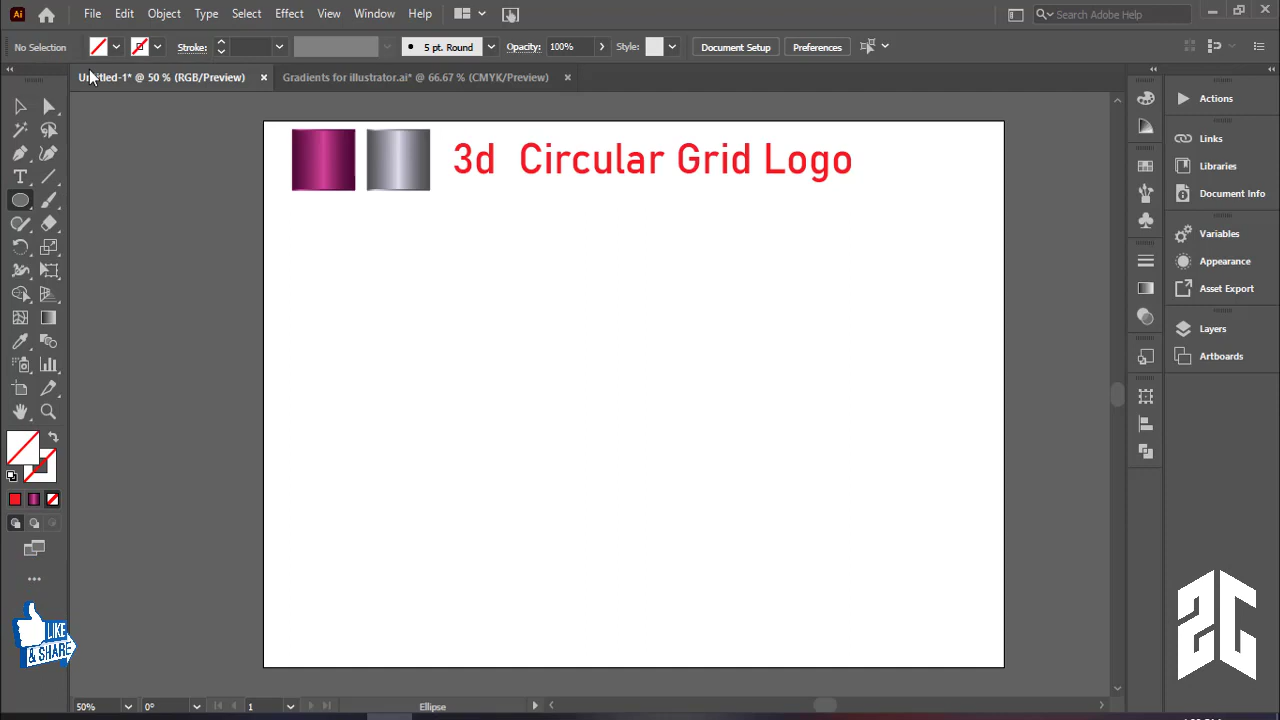 Ai File Edit Object Type Select Effect View Window Help Search Adobe Help
No Selection Stroke: 5 pt. Round Opacity: 100% Style: Document Setup Preferences
Untitled-1* @ 50 % (RGB/Preview) × Gradients for illustrator.ai* @ 66.67 % (CMYK/Preview) ×
3d Circular Grid Logo
Actions
Links
Libraries
Document Info
Variables
Appearance
Asset Export
Layers
Artboards
LIKE
& SHARE
50% 0° 1 Ellipse